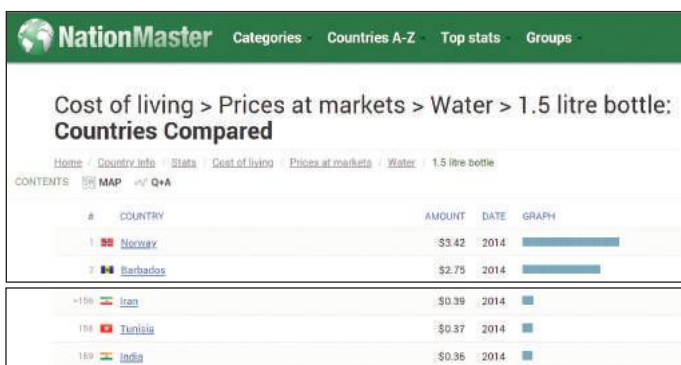 NationMaster Categories Countries A-Z Top stats Groups
Cost of living > Prices at markets > Water > 1.5 litre bottle:
Countries Compared
Home / Country Info / Stats / Cost of living / Prices at markets / Water / 1.5 litre bottle
CONTENTS MAP Q+A
# COUNTRY AMOUNT DATE GRAPH
1 Norway $3.42 2014
2 Barbados $2.75 2014
=156 Iran $0.39 2014
158 Tunisia $0.37 2014
159 India $0.36 2014